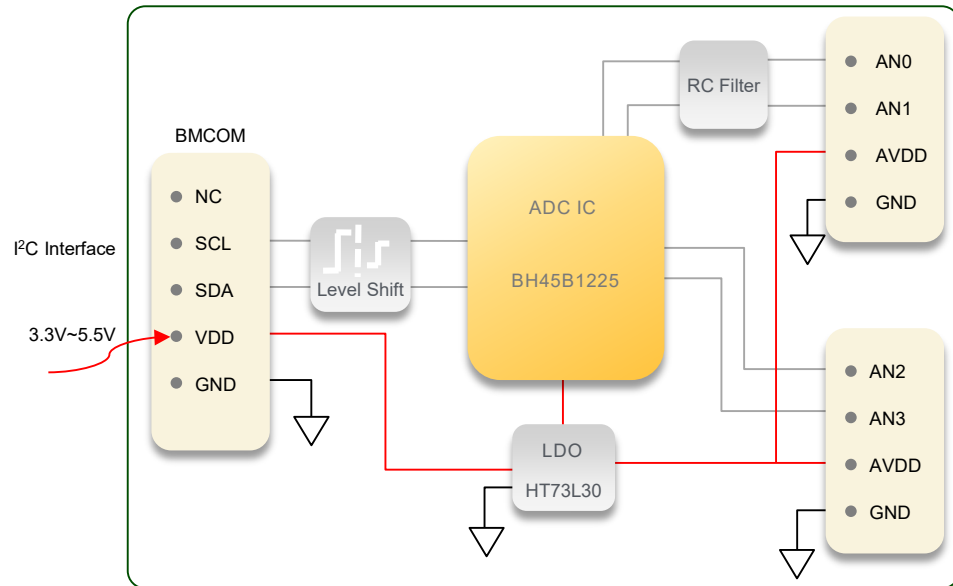 BMCOM
NC
SCL
SDA
VDD
GND
I²C Interface
3.3V~5.5V
Level Shift
ADC IC
BH45B1225
LDO
HT73L30
RC Filter
AN0
AN1
AVDD
GND
AN2
AN3
AVDD
GND